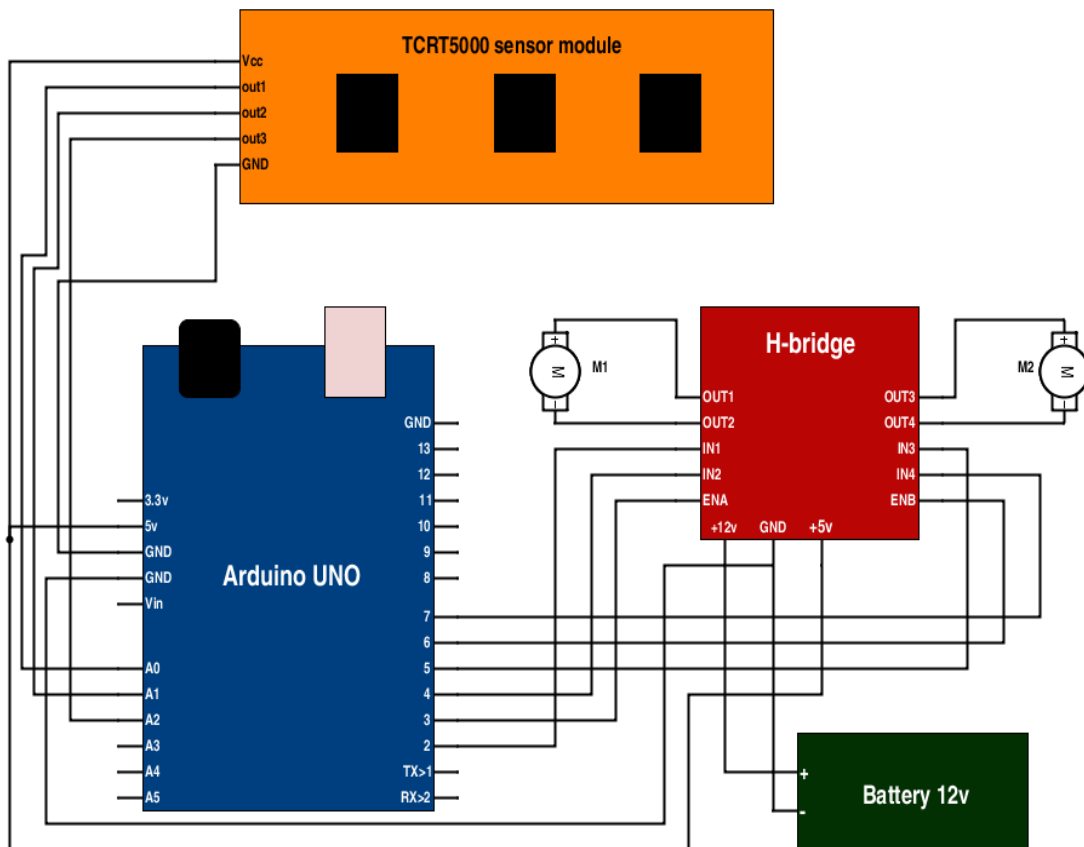 TCRT5000 sensor module
Vcc
out1
out2
out3
GND
H-bridge
M1
M
+
-
OUT1
OUT2
IN1
IN2
ENA
OUT3
OUT4
IN3
IN4
ENB
+12v
GND
+5v
M2
M
+
-
Arduino UNO
3.3v
5v
GND
GND
Vin
A0
A1
A2
A3
A4
A5
GND
13
12
11
10
9
8
7
6
5
4
3
2
TX>1
RX>2
Battery 12v
+
-